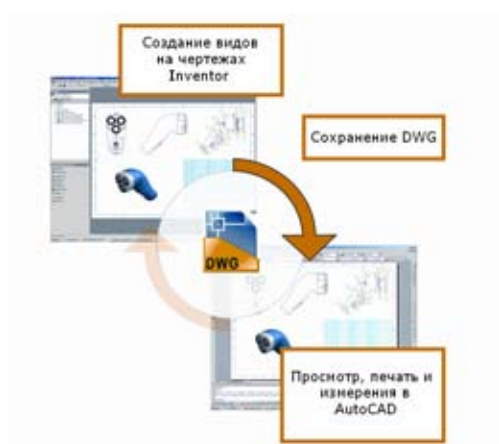 Создание видов
на чертежах
Inventor
Сохранение DWG
DWG
Просмотр, печать и
измерения в
AutoCAD